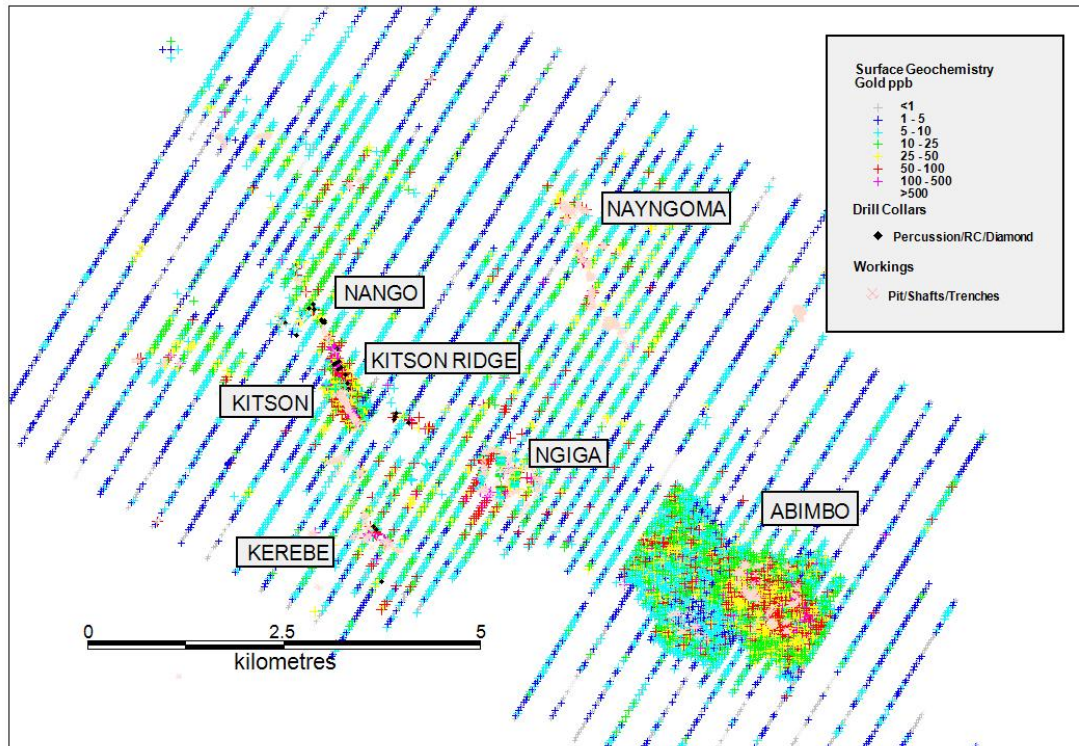 Surface Geochemistry
Gold ppb
<1
1 - 5
5 - 10
10 - 25
25 - 50
50 - 100
100 - 500
>500
Drill Collars
Percussion/RC/Diamond
Workings
Pit/Shafts/Trenches
NAYNGOMA
NANGO
KITSON RIDGE
KITSON
NGIGA
ABIMBO
KEREBE
0
2.5
5
kilometres